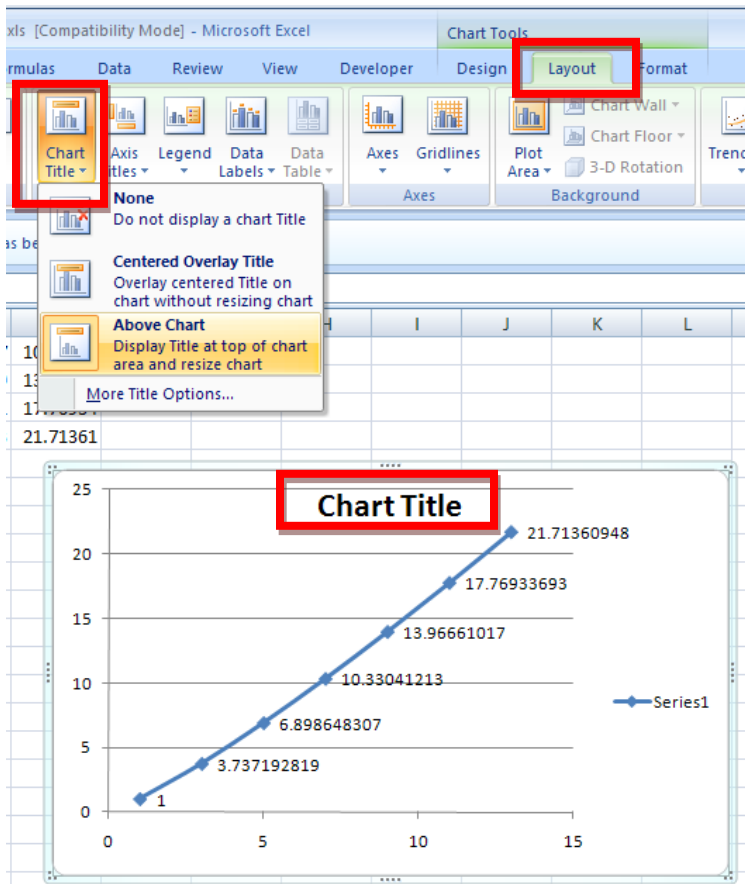 xls [Compatibility Mode] - Microsoft Excel
Chart Tools
Data Review View Developer Design Layout Format
Chart Title
Axis
Legend
Data Labels
Data Table
Axes
Gridlines
Plot Area
Chart Wall
Chart Floor
3-D Rotation
Axes
Background
None
Do not display a chart Title
Centered Overlay Title
Overlay centered Title on
chart without resizing chart
Above Chart
Display Title at top of chart
area and resize chart
More Title Options...
H I J K L
21.71361
Chart Title
25
20
15
10
5
0
21.71360948
17.76933693
13.96661017
10.33041213
6.898648307
3.737192819
1
Series1
0 5 10 15